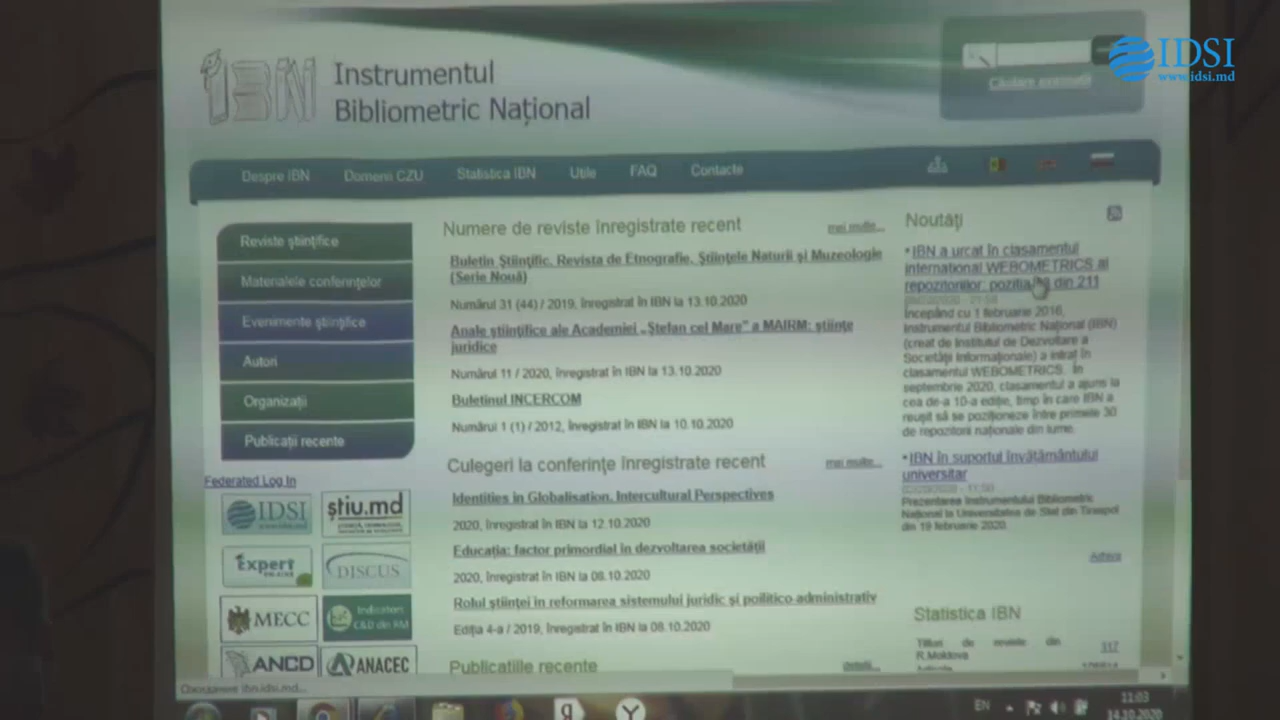 IDSI
www.idsi.md
IBN
Instrumentul
Bibliometric Național
Căutare extinsă
Despre IBN
Domenii CZU
Statistica IBN
Utile
FAQ
Contacte
Reviste științifice
Materialele conferințelor
Evenimente științifice
Autori
Organizații
Publicații recente
Federated Log In
IDSI
știu.md
Expert
DISCUS
MECC
Indicatori
C&D din RM
ANCD
ANACEC
Numere de reviste înregistrate recent
mai multe...
Buletin Științific. Revista de Etnografie, Științele Naturii și Muzeologie
(Serie Nouă)
Numărul 31 (44) / 2019, înregistrat în IBN la 13.10.2020
Anale științifice ale Academiei „Ștefan cel Mare” a MAIRM: științe
juridice
Numărul 11 / 2020, înregistrat în IBN la 13.10.2020
Buletinul INCERCOM
Numărul 1 (1) / 2012, înregistrat în IBN la 10.10.2020
Culegeri la conferințe înregistrate recent
mai multe...
Identities in Globalisation. Intercultural Perspectives
2020, înregistrat în IBN la 12.10.2020
Educația: factor primordial în dezvoltarea societății
2020, înregistrat în IBN la 08.10.2020
Rolul științei în reformarea sistemului juridic și politico-administrativ
Ediția 4-a / 2019, înregistrat în IBN la 08.10.2020
Publicațiile recente
detalii...
Noutăți
IBN a urcat în clasamentul
internațional WEBOMETRICS al
repozitoriilor: poziția din 211
Începând cu 1 februarie 2016,
Instrumentul Bibliometric Național (IBN)
(creat de Institutul de Dezvoltare a
Societății Informaționale) a intrat în
clasamentul WEBOMETRICS. În
septembrie 2020, clasamentul a ajuns la
cea de-a 10-a ediție, timp în care IBN a
reușit să se poziționeze între primele 30
de repozitorii naționale din lume.
IBN în suportul învățământului
universitar
Prezentarea Instrumentului Bibliometric
Național la Universitatea de Stat din Tiraspol
din 19 februarie 2020.
Arhiva
Statistica IBN
Titluri de reviste din
R.Moldova
317
Ожидание ibn.idsi.md...
EN
11:03
14.10.2020